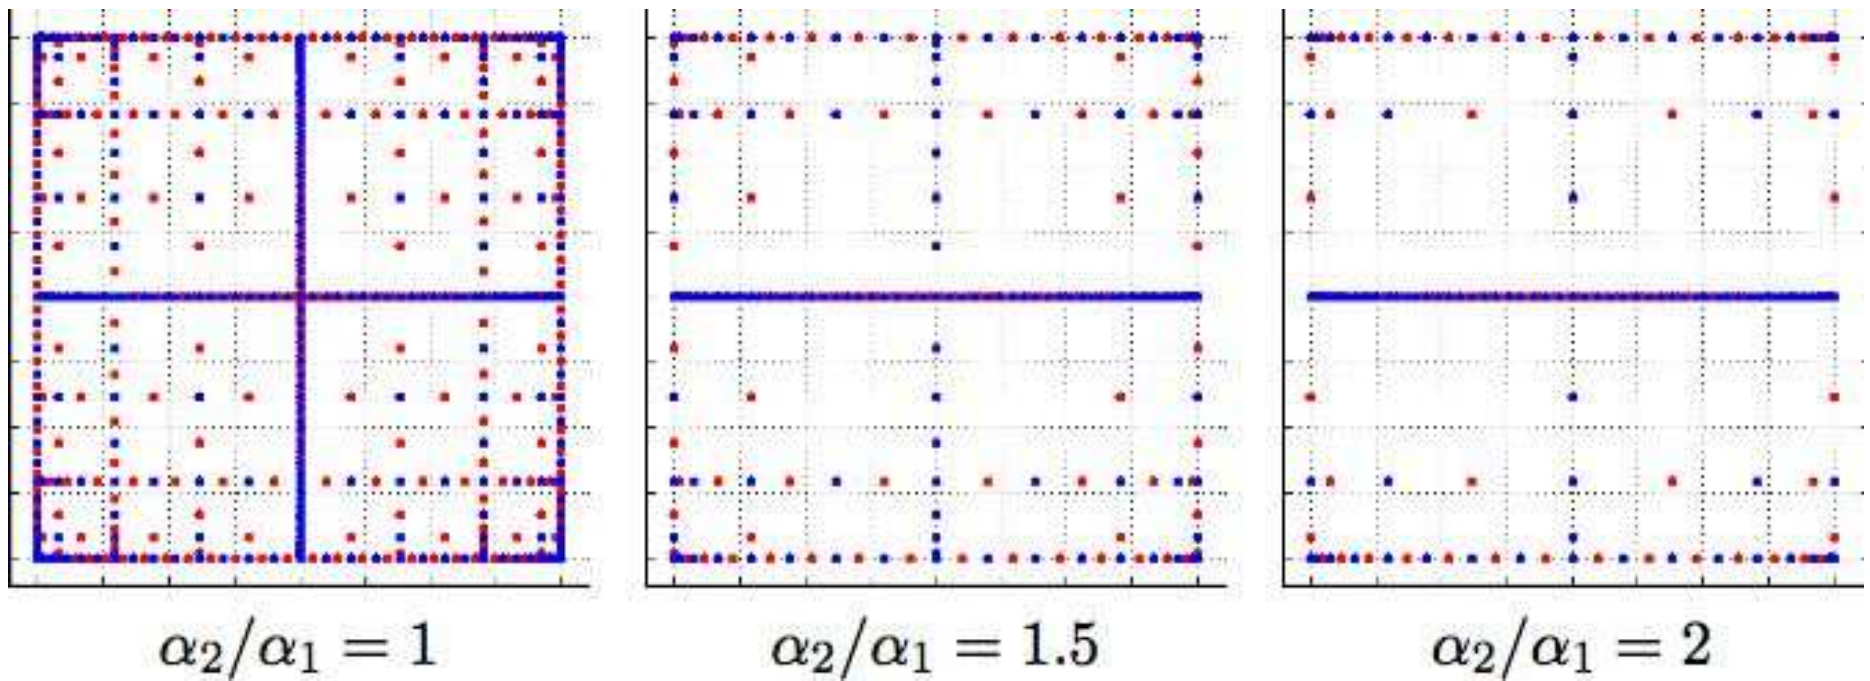 α₂/α₁ = 1
α₂/α₁ = 1.5
α₂/α₁ = 2